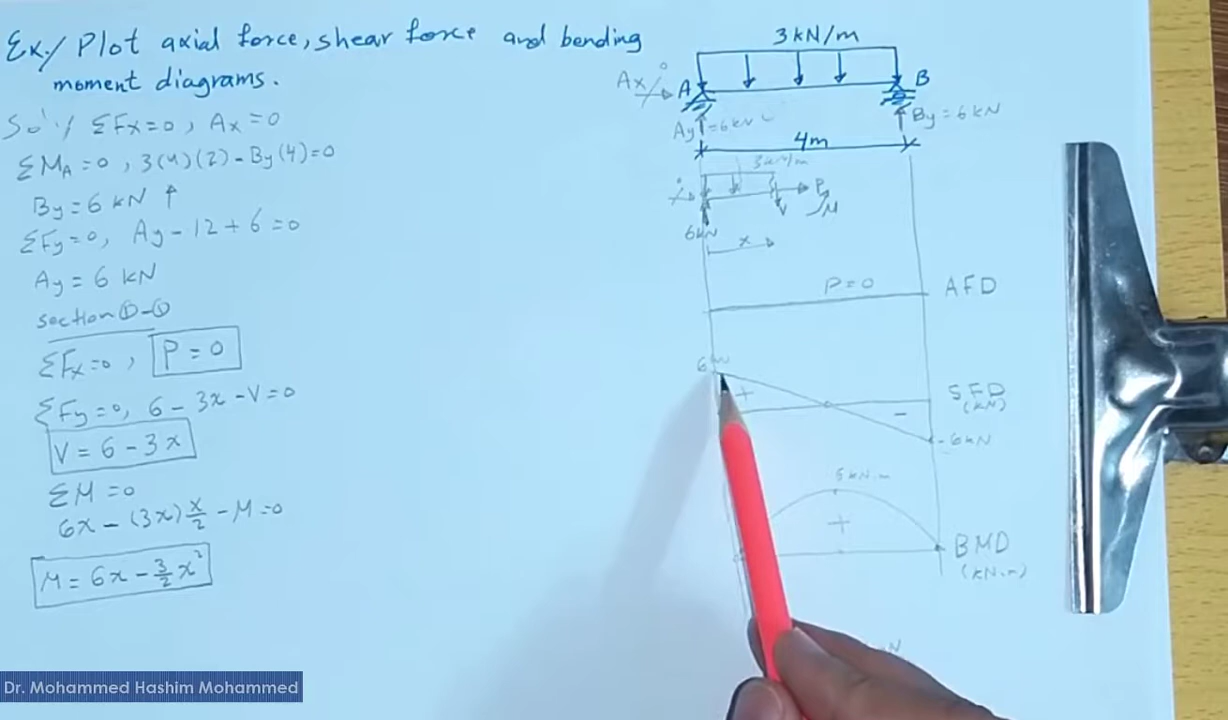 Ex./ Plot axial force, shear force and bending
moment diagrams.
Sol./ ΣFx=0, Ax=0
ΣMA=0, 3(4)(2)-By(4)=0
By=6 kN ↑
ΣFy=0, Ay-12+6=0
Ay=6 kN
section①-①
ΣFx=0, P=0
ΣFy=0, 6-3x-V=0
V=6-3x
ΣM=0
6x-(3x)x/2-M=0
M=6x-3/2x²
3kN/m
Ax 0 A B
Ay=6kN By=6kN
4m
3kN/m
0 P
V M
6kN
x
P=0 AFD
6kN
+ - SFD
(kN)
-6kN
6kN.m
+ BMD
(kN.m)
Dr. Mohammed Hashim Mohammed